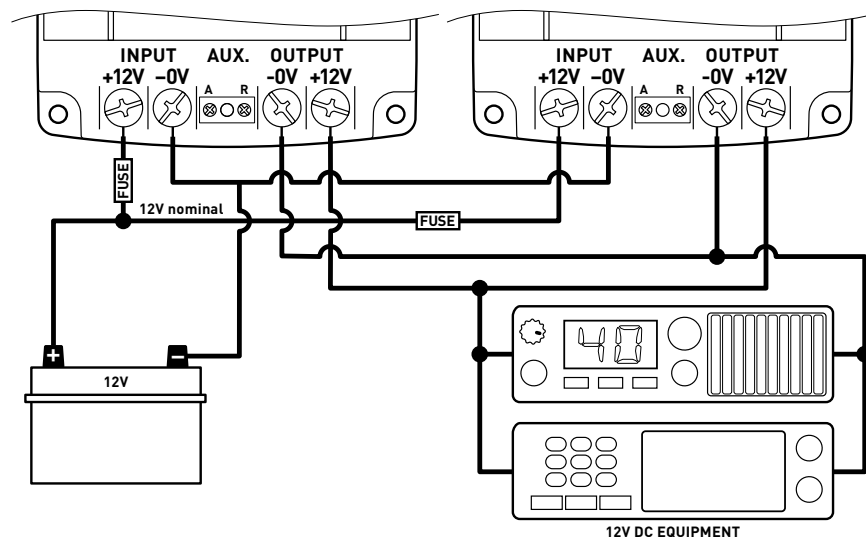 INPUT AUX. OUTPUT
+12V −0V A R -0V +12V
INPUT AUX. OUTPUT
+12V −0V A R -0V +12V
FUSE
12V nominal
FUSE
+ −
12V
40
12V DC EQUIPMENT